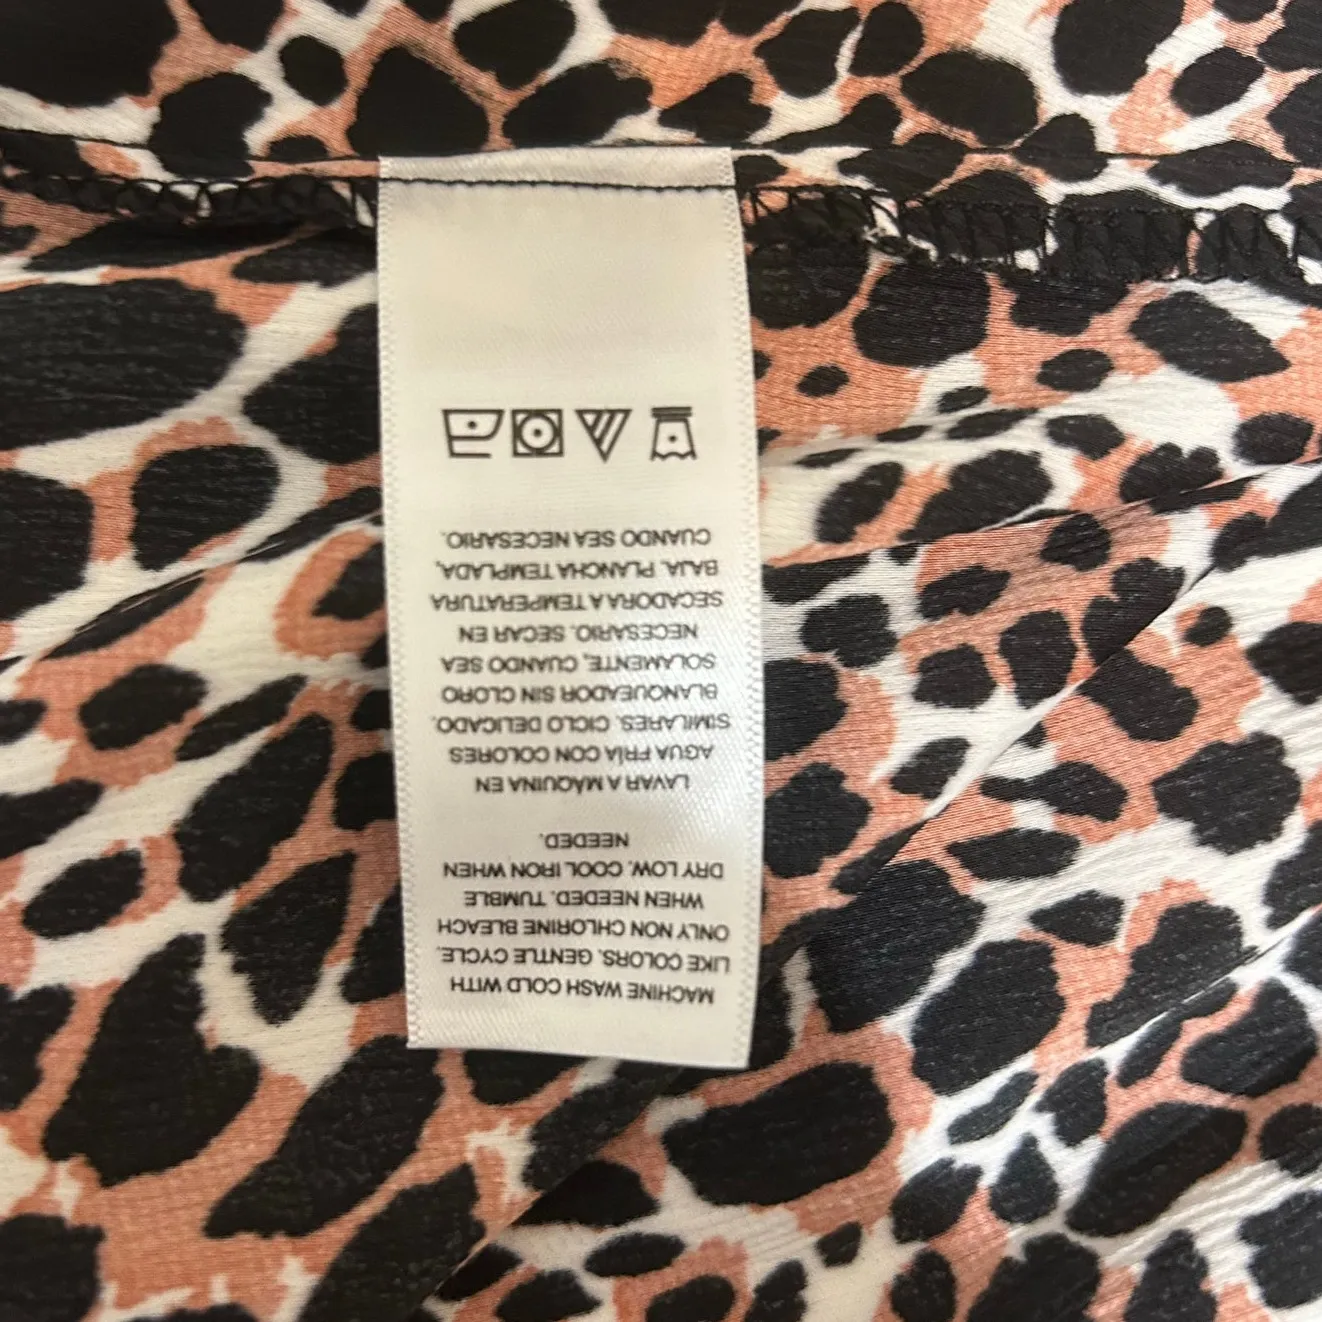 MACHINE WASH COLD WITH
LIKE COLORS, GENTLE CYCLE.
ONLY NON CHLORINE BLEACH
WHEN NEEDED. TUMBLE
DRY LOW. COOL IRON WHEN
NEEDED.
LAVAR A MÁQUINA EN
AGUA FRÍA CON COLORES
SIMILARES. CICLO DELICADO.
BLANQUEADOR SIN CLORO
SOLAMENTE, CUANDO SEA
NECESARIO. SECAR EN
SECADORA A TEMPERATURA
BAJA. PLANCHA TEMPLADA,
CUANDO SEA NECESARIO.